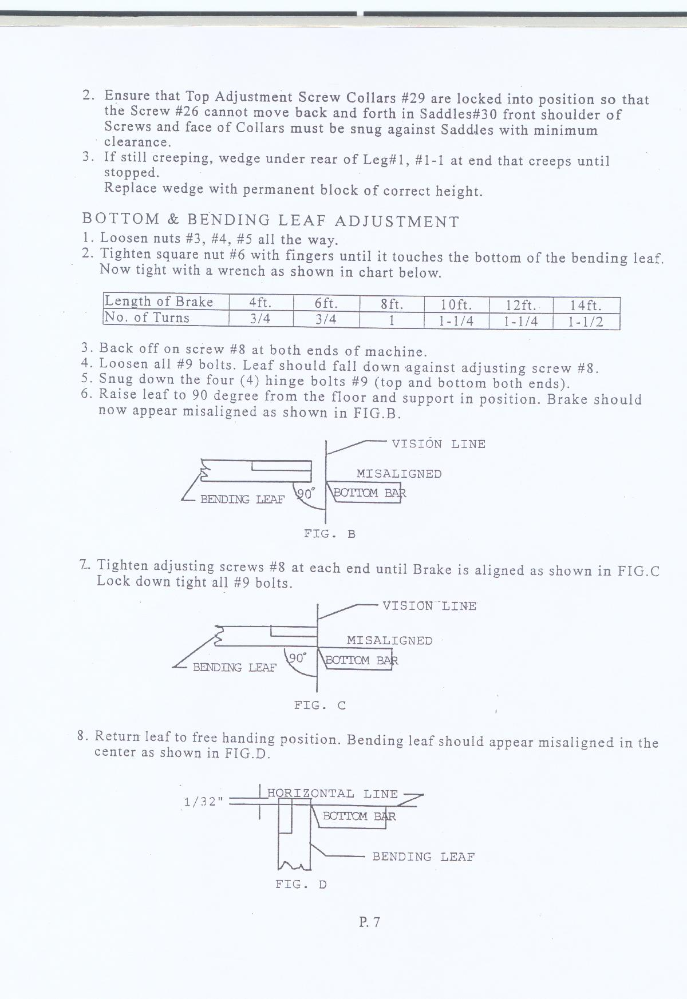 2. Ensure that Top Adjustment Screw Collars #29 are locked into position so that
the Screw #26 cannot move back and forth in Saddles#30 front shoulder of
Screws and face of Collars must be snug against Saddles with minimum
clearance.
3. If still creeping, wedge under rear of Leg#1, #1-1 at end that creeps until
stopped.
Replace wedge with permanent block of correct height.
BOTTOM & BENDING LEAF ADJUSTMENT
1. Loosen nuts #3, #4, #5 all the way.
2. Tighten square nut #6 with fingers until it touches the bottom of the bending leaf.
Now tight with a wrench as shown in chart below.
Length of Brake 4ft. 6ft. 8ft. 10ft. 12ft. 14ft.
No. of Turns 3/4 3/4 1 1-1/4 1-1/4 1-1/2
3. Back off on screw #8 at both ends of machine.
4. Loosen all #9 bolts. Leaf should fall down against adjusting screw #8.
5. Snug down the four (4) hinge bolts #9 (top and bottom both ends).
6. Raise leaf to 90 degree from the floor and support in position. Brake should
now appear misaligned as shown in FIG.B.
VISION LINE
MISALIGNED
BENDING LEAF 90° BOTTOM BAR
FIG. B
7. Tighten adjusting screws #8 at each end until Brake is aligned as shown in FIG.C
Lock down tight all #9 bolts.
VISION LINE
MISALIGNED
BENDING LEAF 90° BOTTOM BAR
FIG. C
8. Return leaf to free handing position. Bending leaf should appear misaligned in the
center as shown in FIG.D.
1/32" HORIZONTAL LINE
BOTTOM BAR
BENDING LEAF
FIG. D
P. 7